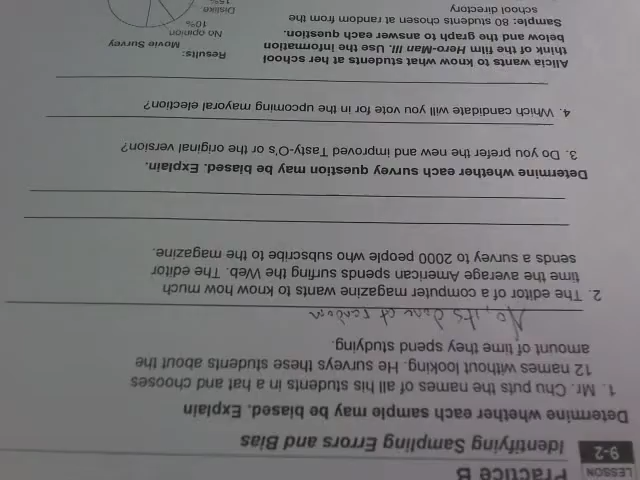 LESSON Practice B
9-2 Identifying Sampling Errors and Bias
Determine whether each sample may be biased. Explain
1. Mr. Chu puts the names of all his students in a hat and chooses
12 names without looking. He surveys these students about the
amount of time they spend studying.
No, its done at random
2. The editor of a computer magazine wants to know how much
time the average American spends surfing the Web. The editor
sends a survey to 2000 people who subscribe to the magazine.
Determine whether each survey question may be biased. Explain.
3. Do you prefer the new and improved Tasty-O's or the original version?
4. Which candidate will you vote for in the upcoming mayoral election?
Alicia wants to know what students at her school
think of the film Hero-Man III. Use the information
below and the graph to answer each question.
Sample: 80 students chosen at random from the
school directory
Results:
Movie Survey
No opinion
10%
Dislike
15%